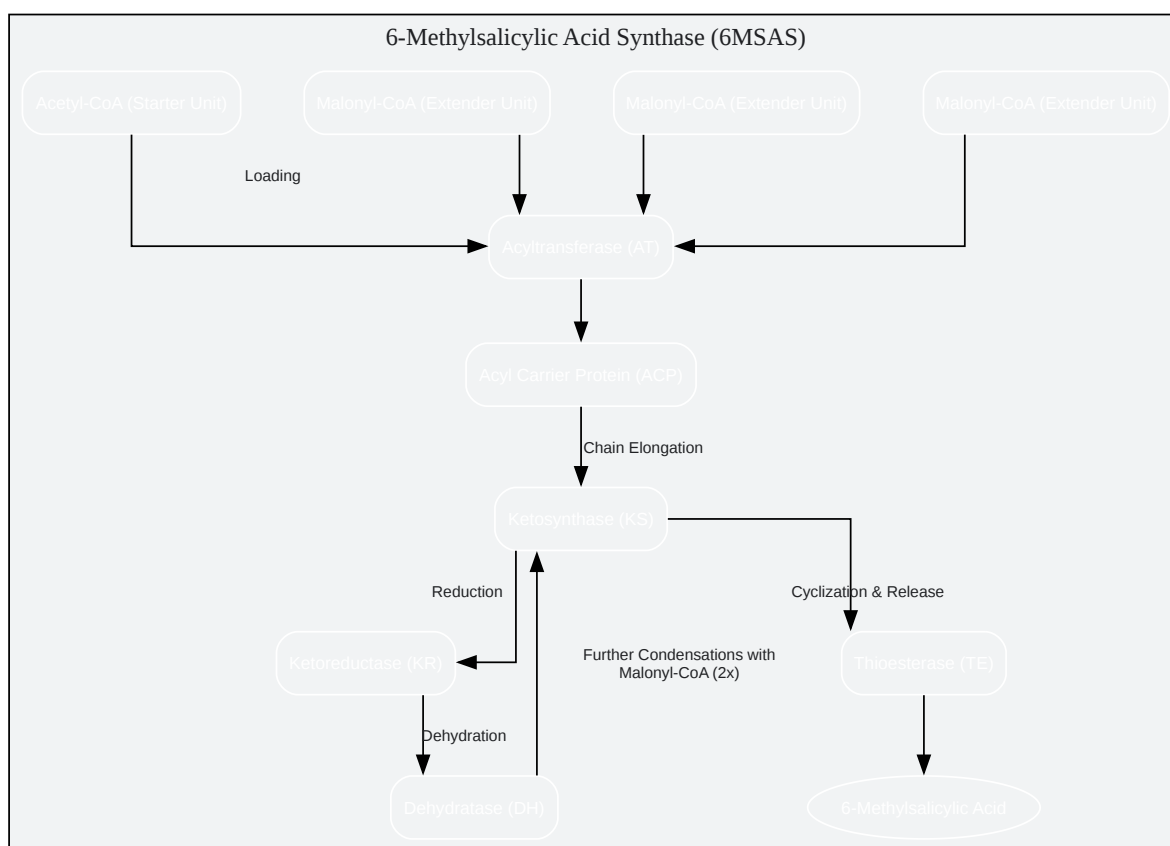 6-Methylsalicylic Acid Synthase (6MSAS)
Acetyl-CoA (Starter Unit)
Malonyl-CoA (Extender Unit)
Malonyl-CoA (Extender Unit)
Malonyl-CoA (Extender Unit)
Loading
Acyltransferase (AT)
Acyl Carrier Protein (ACP)
Chain Elongation
Ketosynthase (KS)
Reduction
Cyclization & Release
Ketoreductase (KR)
Further Condensations with
Malonyl-CoA (2x)
Thioesterase (TE)
Dehydration
Dehydratase (DH)
6-Methylsalicylic Acid